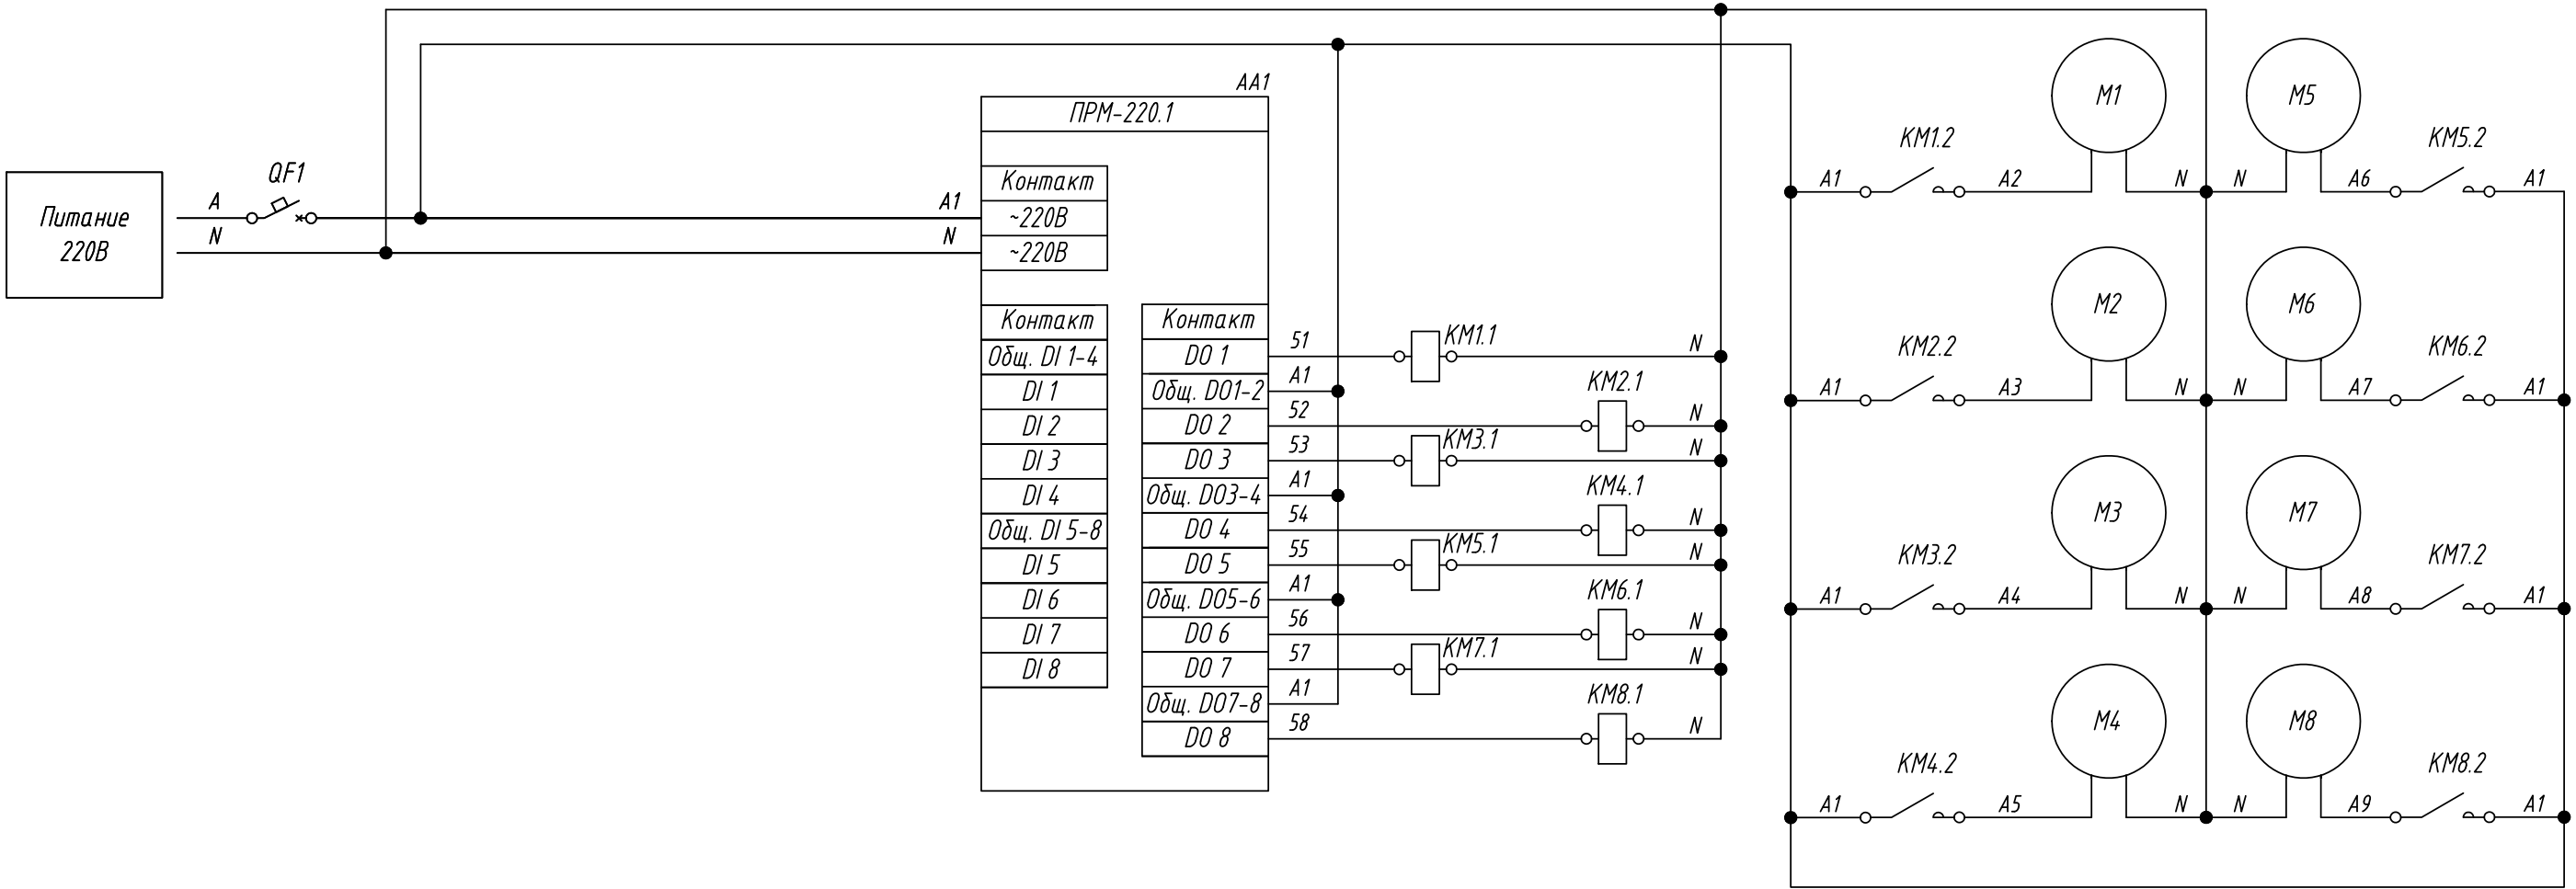 AA1
ПРМ-220.1
Питание
220В
A
QF1
N
A1
N
Контакт
~220В
~220В
Контакт
Общ. DI 1-4
DI 1
DI 2
DI 3
DI 4
Общ. DI 5-8
DI 5
DI 6
DI 7
DI 8
Контакт
DO 1
Общ. DO1-2
DO 2
DO 3
Общ. DO3-4
DO 4
DO 5
Общ. DO5-6
DO 6
DO 7
Общ. DO7-8
DO 8
51
A1
52
53
A1
54
55
A1
56
57
A1
58
KM1.1
N
KM2.1
N
KM3.1
N
KM4.1
N
KM5.1
N
KM6.1
N
KM7.1
N
KM8.1
N
A1 KM1.2 A2 M1 N
N M5 A6 KM5.2 A1
A1 KM2.2 A3 M2 N
N M6 A7 KM6.2 A1
A1 KM3.2 A4 M3 N
N M7 A8 KM7.2 A1
A1 KM4.2 A5 M4 N
N M8 A9 KM8.2 A1